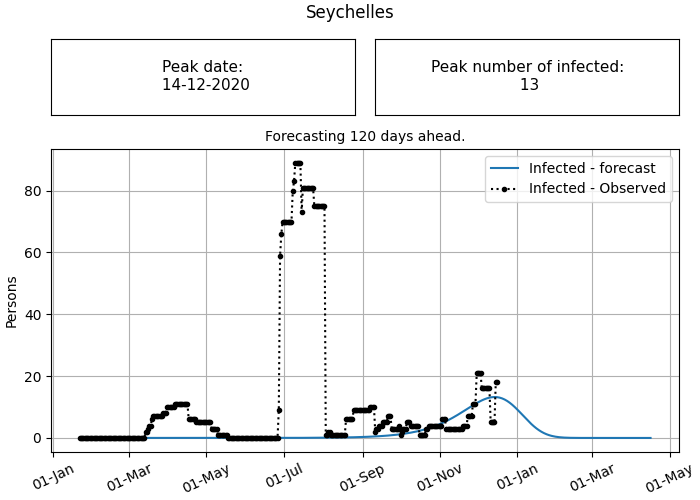 Seychelles
Peak date:
14-12-2020
Peak number of infected:
13
Forecasting 120 days ahead.
Infected - forecast
Infected - Observed
Persons
80
60
40
20
0
01-Jan
01-Mar
01-May
01-Jul
01-Sep
01-Nov
01-Jan
01-Mar
01-May